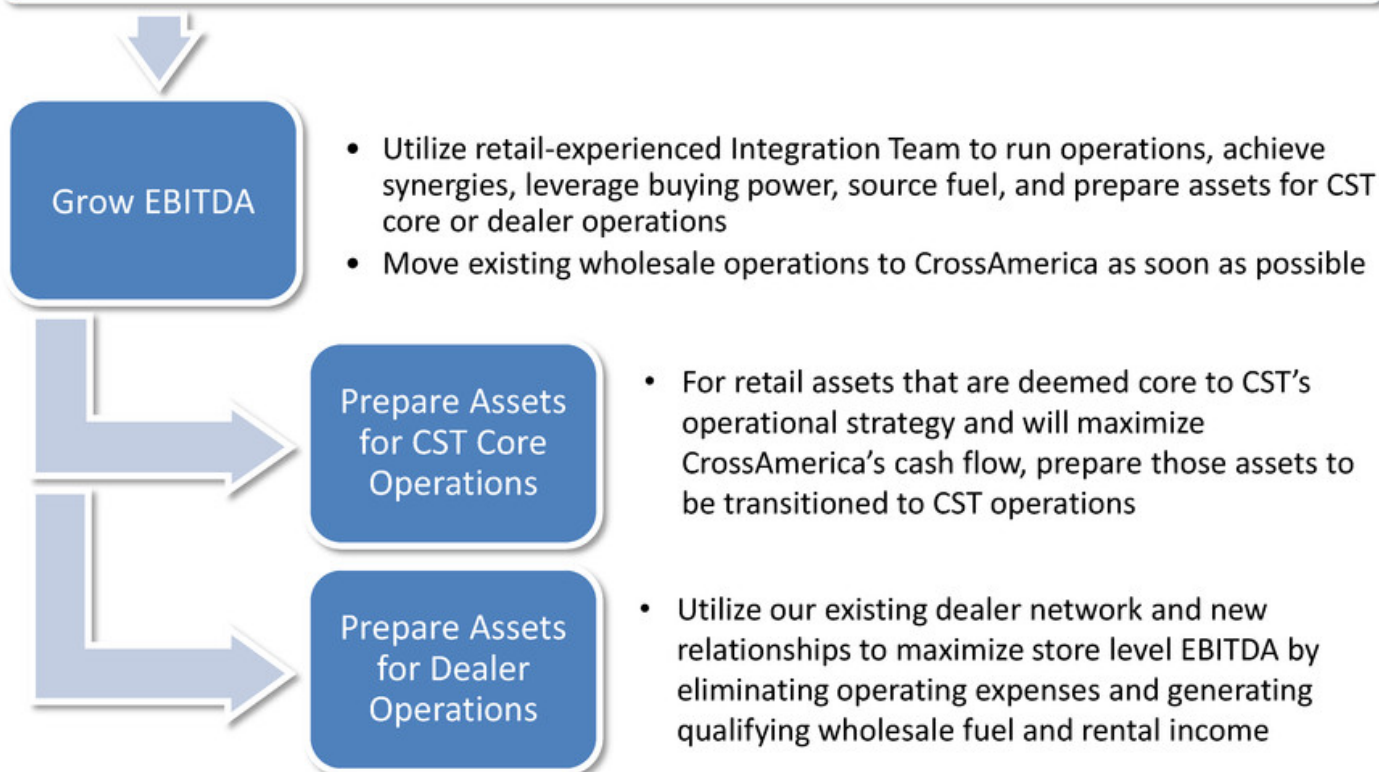 Grow EBITDA
• Utilize retail-experienced Integration Team to run operations, achieve
synergies, leverage buying power, source fuel, and prepare assets for CST
core or dealer operations
• Move existing wholesale operations to CrossAmerica as soon as possible
Prepare Assets
for CST Core
Operations
• For retail assets that are deemed core to CST’s
operational strategy and will maximize
CrossAmerica’s cash flow, prepare those assets to
be transitioned to CST operations
Prepare Assets
for Dealer
Operations
• Utilize our existing dealer network and new
relationships to maximize store level EBITDA by
eliminating operating expenses and generating
qualifying wholesale fuel and rental income